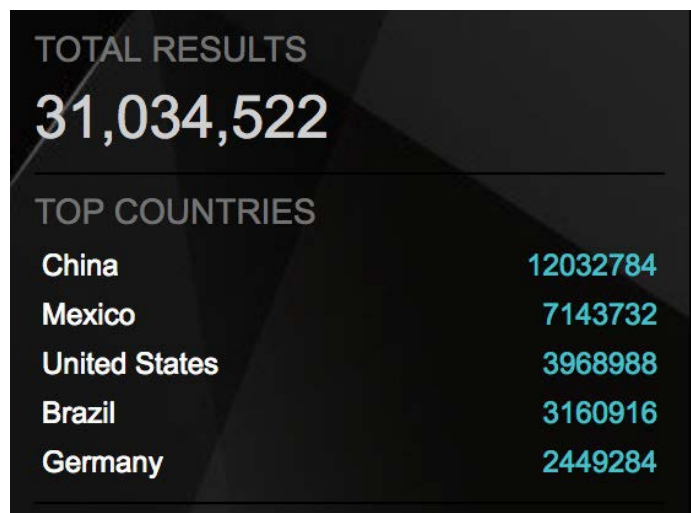 TOTAL RESULTS
31,034,522
TOP COUNTRIES
China 12032784
Mexico 7143732
United States 3968988
Brazil 3160916
Germany 2449284